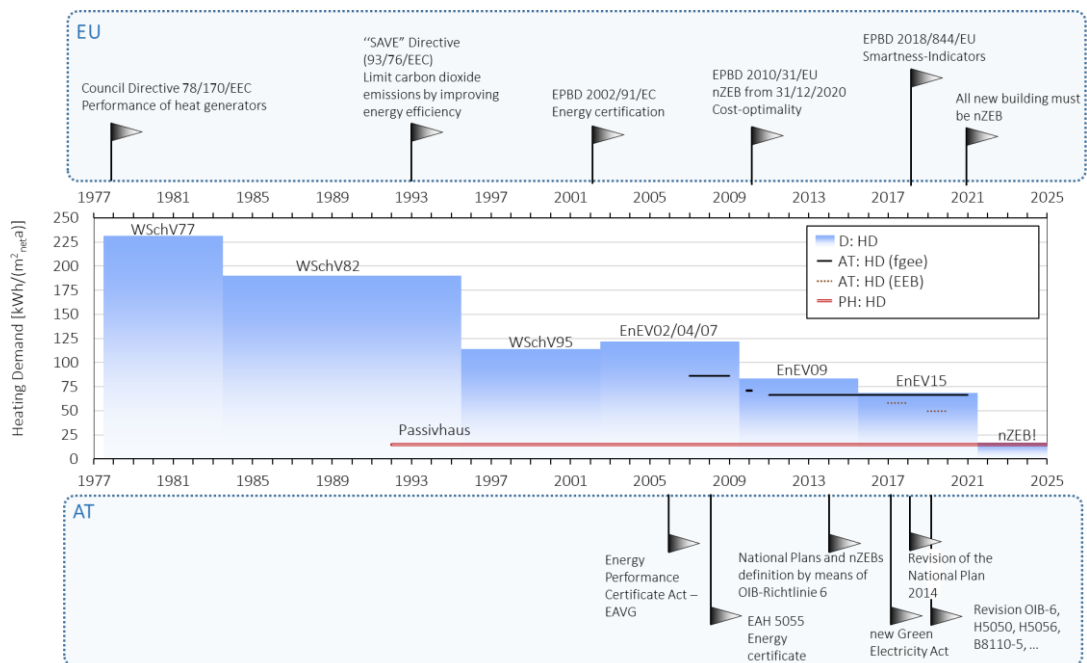 EU
Council Directive 78/170/EEC
Performance of heat generators
“SAVE” Directive
(93/76/EEC)
Limit carbon dioxide
emissions by improving
energy efficiency
EPBD 2002/91/EC
Energy certification
EPBD 2010/31/EU
nZEB from 31/12/2020
Cost-optimality
EPBD 2018/844/EU
Smartness-Indicators
All new building must
be nZEB
1977 1981 1985 1989 1993 1997 2001 2005 2009 2013 2017 2021 2025
Heating Demand [kWh/(m²neta)]
250
225
200
175
150
125
100
75
50
25
0
WSchV77
WSchV82
WSchV95
EnEV02/04/07
EnEV09
EnEV15
Passivhaus
nZEB!
D: HD
AT: HD (fgee)
AT: HD (EEB)
PH: HD
1977 1981 1985 1989 1993 1997 2001 2005 2009 2013 2017 2021 2025
AT
Energy
Performance
Certificate Act –
EAVG
EAH 5055
Energy
certificate
National Plans and nZEBs
definition by means of
OIB-Richtlinie 6
new Green
Electricity Act
Revision of the
National Plan
2014
Revision OIB-6,
H5050, H5056,
B8110-5, ...